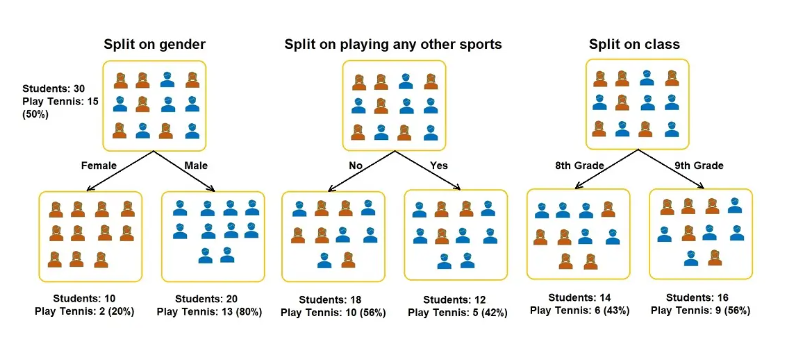 Split on gender
Split on playing any other sports
Split on class
Students: 30
Play Tennis: 15
(50%)
Female
Male
No
Yes
8th Grade
9th Grade
Students: 10
Play Tennis: 2 (20%)
Students: 20
Play Tennis: 13 (80%)
Students: 18
Play Tennis: 10 (56%)
Students: 12
Play Tennis: 5 (42%)
Students: 14
Play Tennis: 6 (43%)
Students: 16
Play Tennis: 9 (56%)